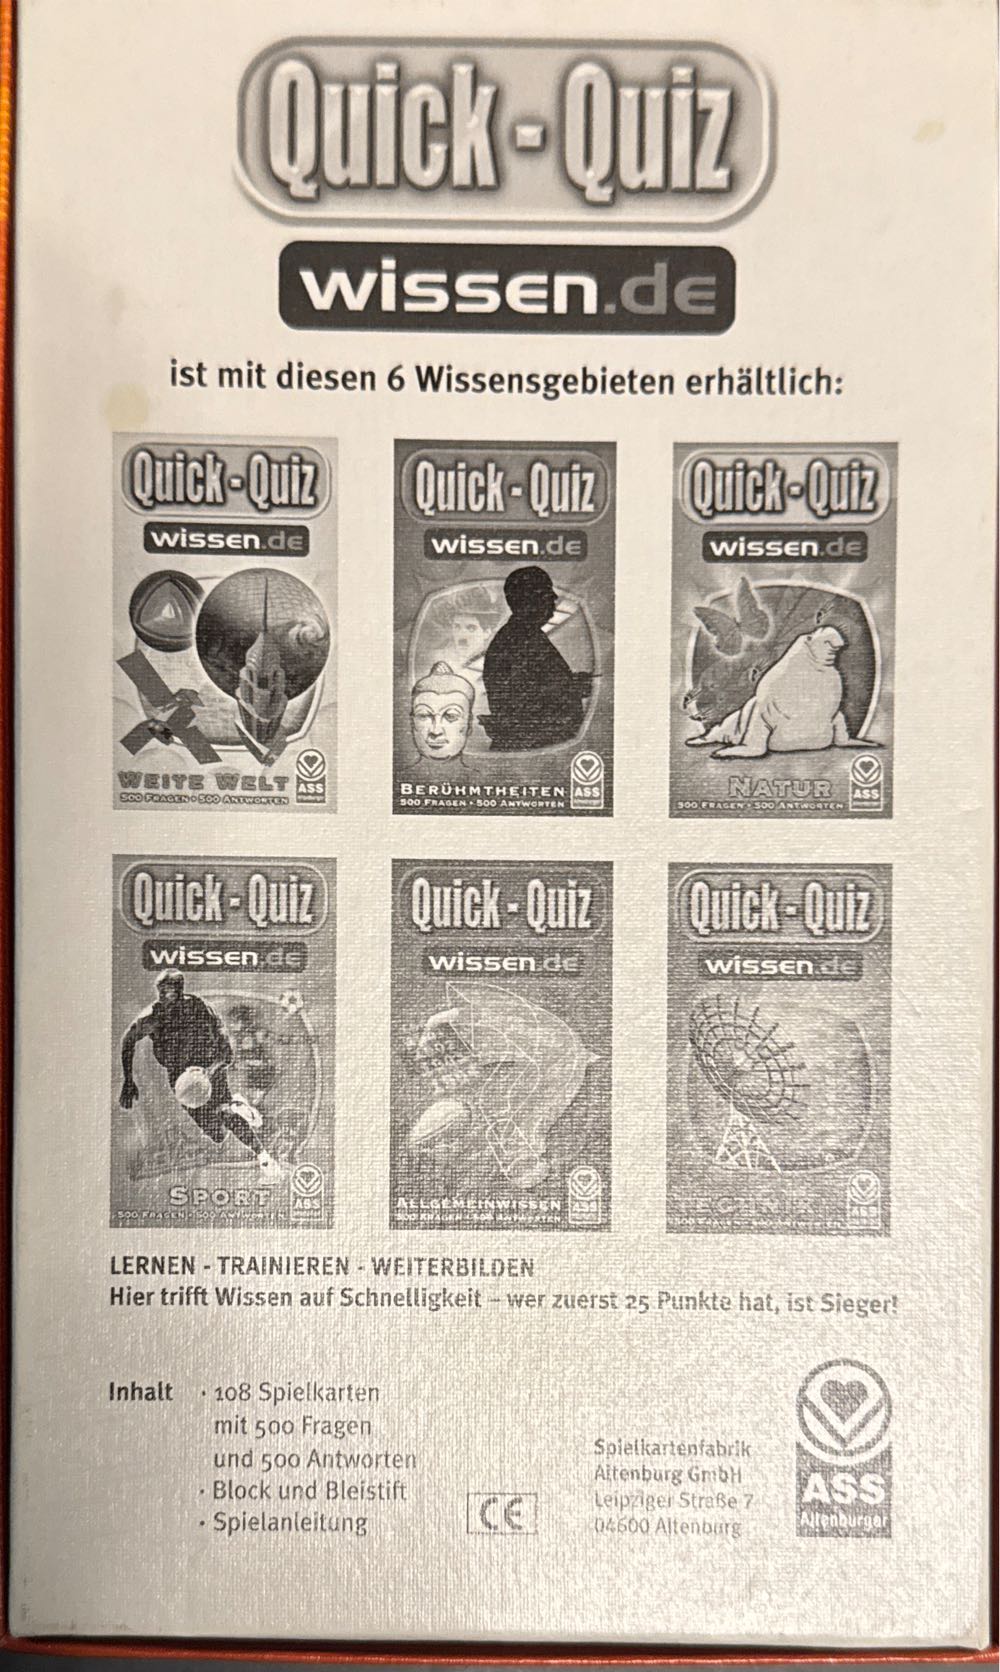 Quick - Quiz
wissen.de
ist mit diesen 6 Wissensgebieten erhältlich:
Quick - Quiz
wissen.de
WEITE WELT
500 FRAGEN • 500 ANTWORTEN
ASS
Quick - Quiz
wissen.de
BERÜHMTHEITEN
500 FRAGEN • 500 ANTWORTEN
ASS
Quick - Quiz
wissen.de
NATUR
500 FRAGEN • 500 ANTWORTEN
ASS
Quick - Quiz
wissen.de
SPORT
500 FRAGEN • 500 ANTWORTEN
ASS
Quick - Quiz
wissen.de
ALLGEMEINWISSEN
ASS
Quick - Quiz
wissen.de
ASS
LERNEN - TRAINIEREN - WEITERBILDEN
Hier trifft Wissen auf Schnelligkeit – wer zuerst 25 Punkte hat, ist Sieger!
Inhalt · 108 Spielkarten
mit 500 Fragen
und 500 Antworten
· Block und Bleistift
· Spielanleitung
CE
Spielkartenfabrik
Altenburg GmbH
Leipziger Straße 7
04600 Altenburg
ASS
Altenburger